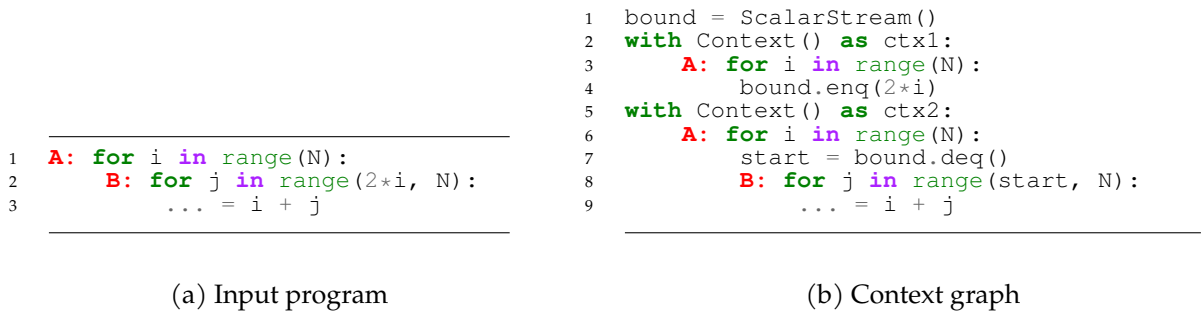 1 A: for i in range(N):
2     B: for j in range(2*i, N):
3         ... = i + j
(a) Input program
1 bound = ScalarStream()
2 with Context() as ctx1:
3     A: for i in range(N):
4         bound.enq(2*i)
5 with Context() as ctx2:
6     A: for i in range(N):
7         start = bound.deq()
8         B: for j in range(start, N):
9             ... = i + j
(b) Context graph